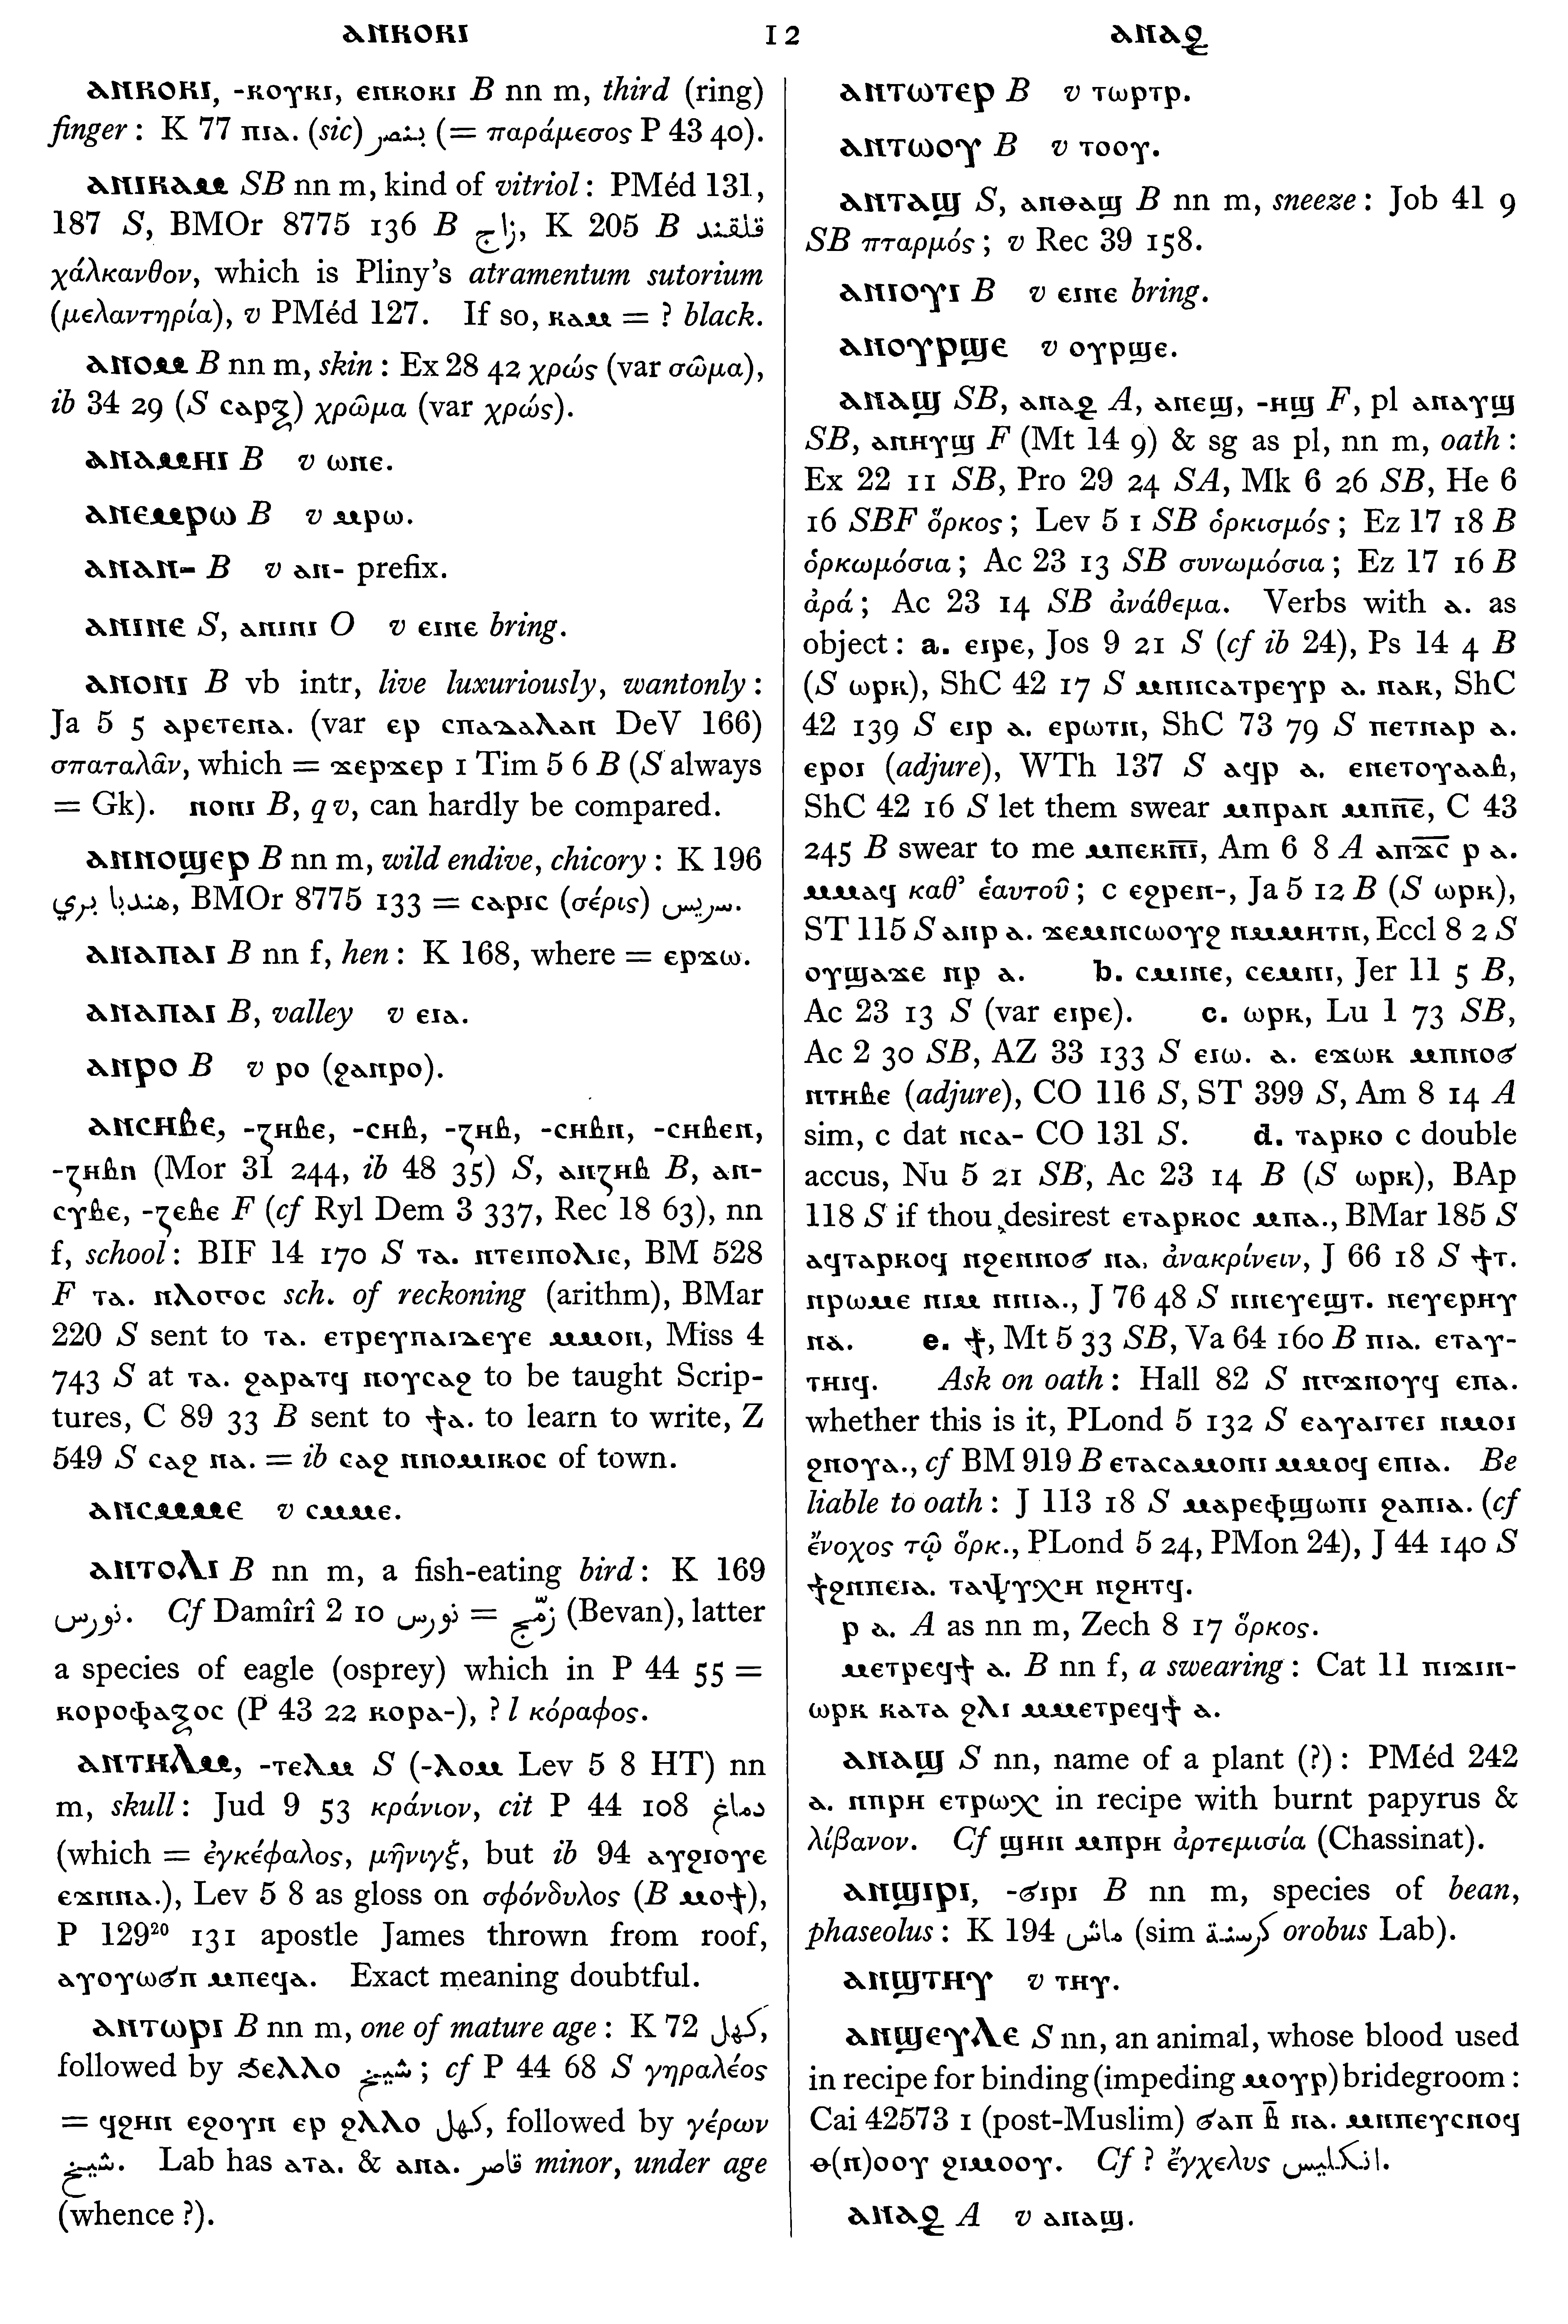 ⲁⲛⲕⲟⲕⲓ 12 ⲁⲛⲁϩ̱
ⲁⲛⲕⲟⲕⲓ, -ⲕⲟⲩⲕⲓ, ⲉⲛⲕⲟⲕⲓ B nn m, third (ring)
finger: K 77 ⲡⲓⲁ. (sic) بنصر (= παράμεσος P 43 40).
ⲁⲛⲓⲕⲁⲙ SB nn m, kind of vitriol: PMéd 131,
187 S, BMOr 8775 136 B زاج, K 205 B قلقند
χάλκανθον, which is Pliny's atramentum sutorium
(μελαντηρία), v PMéd 127. If so, ⲕⲁⲙ = ? black.
ⲁⲛⲟⲙ B nn m, skin: Ex 28 42 χρώς (var σῶμα),
ib 34 29 (S ⲥⲁⲣⲝ) χρῶμα (var χρώς).
ⲁⲛⲁⲙⲏⲓ B v ⲱⲛⲉ.
ⲁⲛⲉⲙⲣⲱ B v ⲙⲣⲱ.
ⲁⲛⲁⲛ- B v ⲁⲛ- prefix.
ⲁⲛⲓⲛⲉ S, ⲁⲛⲓⲛⲓ O v ⲉⲓⲛⲉ bring.
ⲁⲛⲟⲛⲓ B vb intr, live luxuriously, wantonly:
Ja 5 5 ⲁⲣⲉⲧⲉⲛⲁ. (var ⲉⲣ ⲥⲡⲁⲇⲁⲗⲁⲛ DeV 166)
σπαταλᾶν, which = ϫⲉⲣϫⲉⲣ 1 Tim 5 6 B (S always
= Gk). ⲛⲟⲛⲓ B, q v, can hardly be compared.
ⲁⲛⲛⲟϣⲉⲣ B nn m, wild endive, chicory: K 196
هندبا بري, BMOr 8775 133 = ⲥⲁⲣⲓⲥ (σέρις) سريس.
ⲁⲛⲁⲡⲁⲓ B nn f, hen: K 168, where = ⲉⲣϫⲱ.
ⲁⲛⲁⲡⲁⲓ B, valley v ⲉⲓⲁ.
ⲁⲛⲣⲟ B v ⲣⲟ (ϩⲁⲛⲣⲟ).
ⲁⲛⲥⲏⲃⲉ, -ⲍⲏⲃⲉ, -ⲥⲏⲃ, -ⲍⲏⲃ, -ⲥⲏⲃⲛ, -ⲥⲏⲃⲉⲛ,
-ⲍⲏⲃⲛ (Mor 31 244, ib 48 35) S, ⲁⲛⲍⲏⲃ B, ⲁⲛ-
ⲥⲩⲃⲉ, -ⲍⲉⲃⲉ F (cf Ryl Dem 3 337, Rec 18 63), nn
f, school: BIF 14 170 S ⲧⲁ. ⲛⲧⲉⲓⲡⲟⲗⲓⲥ, BM 528
F ⲧⲁ. ⲛⲗⲟⲅⲟⲥ sch. of reckoning (arithm), BMar
220 S sent to ⲧⲁ. ⲉⲧⲣⲉⲩⲡⲁⲓⲇⲉⲩⲉ ⲙⲙⲟⲛ, Miss 4
743 S at ⲧⲁ. ϩⲁⲣⲁⲧϥ ⲛⲟⲩⲥⲁϩ to be taught Scrip-
tures, C 89 33 B sent to ϯⲁ. to learn to write, Z
549 S ⲥⲁϩ ⲛⲁ. = ib ⲥⲁϩ ⲛⲛⲟⲙⲓⲕⲟⲥ of town.
ⲁⲛⲥⲙⲙⲉ v ⲥⲙⲙⲉ.
ⲁⲛⲧⲟⲗⲓ B nn m, a fish-eating bird: K 169
نورس. Cf Damîrî 2 10 نورس = زمّج (Bevan), latter
a species of eagle (osprey) which in P 44 55 =
ⲕⲟⲣⲟⲫⲁⲝⲟⲥ (P 43 22 ⲕⲟⲣⲁ-), ? l κόραφος.
ⲁⲛⲧⲏⲗⲙ, -ⲧⲉⲗⲙ S (-ⲗⲟⲙ Lev 5 8 HT) nn
m, skull: Jud 9 53 κράνιον, cit P 44 108 دماغ
(which = ἐγκέφαλος, μῆνιγξ, but ib 94 ⲁⲩϩⲓⲟⲩⲉ
ⲉϫⲛⲛⲁ.), Lev 5 8 as gloss on σφόνδυλος (B ⲙⲟϯ),
P 129²⁰ 131 apostle James thrown from roof,
ⲁⲩⲟⲩⲱϭⲛ ⲙⲡⲉϥⲁ. Exact meaning doubtful.
ⲁⲛⲧⲱⲣⲓ B nn m, one of mature age: K 72 كهل,
followed by ϧⲉⲗⲗⲟ شيخ; cf P 44 68 S γηραλέος
= ϥϩⲏⲛ ⲉϩⲟⲩⲛ ⲉⲣ ϩⲗⲗⲟ كهل, followed by γέρων
شيخ. Lab has ⲁⲧⲁ. & ⲁⲛⲁ. قاصر minor, under age
(whence ?).
ⲁⲛⲧⲱⲧⲉⲣ B v ⲧⲱⲣⲧⲣ.
ⲁⲛⲧⲱⲟⲩ B v ⲧⲟⲟⲩ.
ⲁⲛⲧⲁϣ S, ⲁⲛⲑⲁϣ B nn m, sneeze: Job 41 9
SB πταρμός; v Rec 39 158.
ⲁⲛⲓⲟⲩⲓ B v ⲉⲓⲛⲉ bring.
ⲁⲛⲟⲩⲣϣⲉ v ⲟⲩⲣϣⲉ.
ⲁⲛⲁϣ SB, ⲁⲛⲁϩ̱ A, ⲁⲛⲉϣ, -ⲏϣ F, pl ⲁⲛⲁⲩϣ
SB, ⲁⲛⲏⲩϣ F (Mt 14 9) & sg as pl, nn m, oath:
Ex 22 11 SB, Pro 29 24 SA, Mk 6 26 SB, He 6
16 SBF ὅρκος; Lev 5 1 SB ὁρκισμός; Ez 17 18 B
ὁρκωμόσια; Ac 23 13 SB συνωμόσια; Ez 17 16 B
ἀρά; Ac 23 14 SB ἀνάθεμα. Verbs with ⲁ. as
object: a. ⲉⲓⲣⲉ, Jos 9 21 S (cf ib 24), Ps 14 4 B
(S ⲱⲣⲕ), ShC 42 17 S ⲙⲡⲡⲥⲁⲧⲣⲉⲩⲣ ⲁ. ⲛⲁⲕ, ShC
42 139 S ⲉⲓⲣ ⲁ. ⲉⲣⲱⲧⲛ, ShC 73 79 S ⲡⲉⲧⲛⲁⲣ ⲁ.
ⲉⲣⲟⲓ (adjure), WTh 137 S ⲁϥⲣ ⲁ. ⲉⲡⲉⲧⲟⲩⲁⲁⲃ,
ShC 42 16 S let them swear ⲙⲡⲣⲁⲛ ⲙⲡⲛ̅ⲉ̅, C 43
245 B swear to me ⲙⲡⲉⲕⲛ̅ⲓ̅, Am 6 8 A ⲁⲡϫ̅ⲥ̅ ⲣ ⲁ.
ⲙⲙⲁϥ καθ' ἑαυτοῦ; c ⲉϩⲣⲉⲛ-, Ja 5 12 B (S ⲱⲣⲕ),
ST 115 S ⲁⲛⲣ ⲁ. ϫⲉⲙⲛⲥⲱⲟⲩϩ ⲛⲙⲙⲏⲧⲛ, Eccl 8 2 S
ⲟⲩϣⲁϫⲉ ⲛⲣ ⲁ. b. ⲥⲙⲓⲛⲉ, ⲥⲉⲙⲛⲓ, Jer 11 5 B,
Ac 23 13 S (var ⲉⲓⲣⲉ). c. ⲱⲣⲕ, Lu 1 73 SB,
Ac 2 30 SB, AZ 33 133 S ⲉⲓⲱ. ⲁ. ⲉϫⲱⲕ ⲙⲡⲛⲟϭ
ⲛⲧⲏⲃⲉ (adjure), CO 116 S, ST 399 S, Am 8 14 A
sim, c dat ⲛⲥⲁ- CO 131 S. d. ⲧⲁⲣⲕⲟ c double
accus, Nu 5 21 SB, Ac 23 14 B (S ⲱⲣⲕ), BAp
118 S if thou desirest ⲉⲧⲁⲣⲕⲟⲥ ⲙⲡⲁ., BMar 185 S
ⲁϥⲧⲁⲣⲕⲟϥ ⲛϩⲉⲛⲛⲟϭ ⲛⲁ. ἀνακρίνειν, J 66 18 S ϯⲧ.
ⲛⲣⲱⲙⲉ ⲛⲓⲙ ⲛⲡⲓⲁ., J 76 48 S ⲛⲛⲉⲩⲉϣⲧ. ⲛⲉⲩⲉⲣⲏⲩ
ⲛⲁ. e. ϯ, Mt 5 33 SB, Va 64 160 B ⲡⲓⲁ. ⲉⲧⲁⲩ-
ⲧⲏⲓϥ. Ask on oath: Hall 82 S ⲛⲅϫⲛⲟⲩϥ ⲉⲡⲁ.
whether this is it, PLond 5 132 S ⲉⲁⲩⲁⲓⲧⲉⲓ ⲛⲙⲟⲓ
ϩⲛⲟⲩⲁ., cf BM 919 B ⲉⲧⲁⲥⲁⲙⲟⲛⲓ ⲙⲙⲟϥ ⲉⲡⲓⲁ. Be
liable to oath: J 113 18 S ⲙⲁⲣⲉⲫϣⲱⲡⲓ ϩⲁⲡⲓⲁ. (cf
ἔνοχος τῷ ὅρκ., PLond 5 24, PMon 24), J 44 140 S
ϯϩⲛⲡⲉⲓⲁ. ⲧⲁⲯⲩⲭⲏ ⲛϩⲏⲧϥ.
ⲣ ⲁ. A as nn m, Zech 8 17 ὅρκος.
ⲙⲉⲧⲣⲉϥϯ ⲁ. B nn f, a swearing: Cat 11 ⲡⲓϫⲓⲛ-
ⲱⲣⲕ ⲕⲁⲧⲁ ϩⲗⲓ ⲙⲙⲉⲧⲣⲉϥϯ ⲁ.
ⲁⲛⲁϣ S nn, name of a plant (?): PMéd 242
ⲁ. ⲛⲡⲣⲏ ⲉⲧⲣⲱⲭ in recipe with burnt papyrus &
λίβανον. Cf ϣⲏⲛ ⲙⲡⲣⲏ ἀρτεμισία (Chassinat).
ⲁⲛϣⲓⲣⲓ, -ϭⲓⲣⲓ B nn m, species of bean,
phaseolus: K 194 ماش (sim كرسنة orobus Lab).
ⲁⲛϣⲧⲏⲩ v ⲧⲏⲩ.
ⲁⲛϣⲉⲩⲗⲉ S nn, an animal, whose blood used
in recipe for binding (impeding ⲙⲟⲩⲣ) bridegroom:
Cai 42573 1 (post-Muslim) ϭⲁⲛ ⲃ̅ ⲛⲁ. ⲙⲛⲡⲉⲩⲥⲛⲟϥ
ⲑ(ⲛ)ⲟⲟⲩ ϩⲓⲙⲟⲟⲩ. Cf ? ἔγχελυς انكليس.
ⲁⲛⲁϩ̱ A v ⲁⲛⲁϣ.